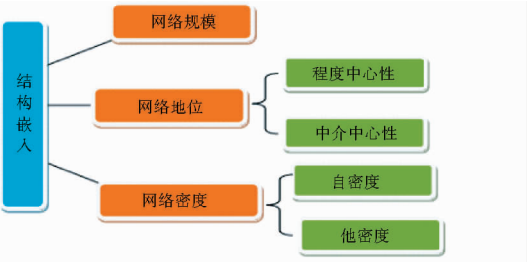 结构嵌入
网络规模
网络地位
程度中心性
中介中心性
网络密度
自密度
他密度